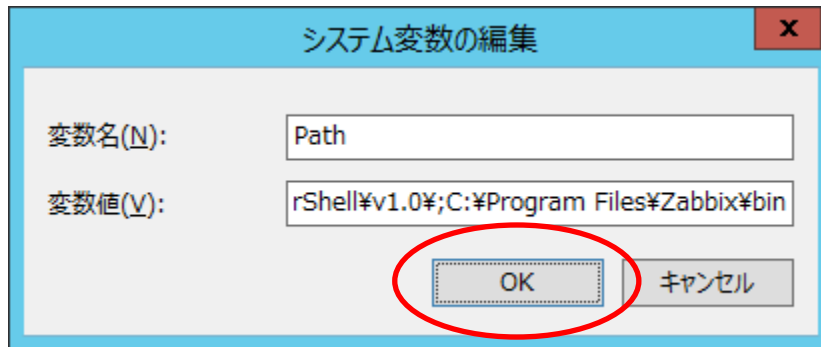 システム変数の編集
x
変数名(N): Path
変数値(V): rShell¥v1.0¥;C:¥Program Files¥Zabbix¥bin
OK キャンセル